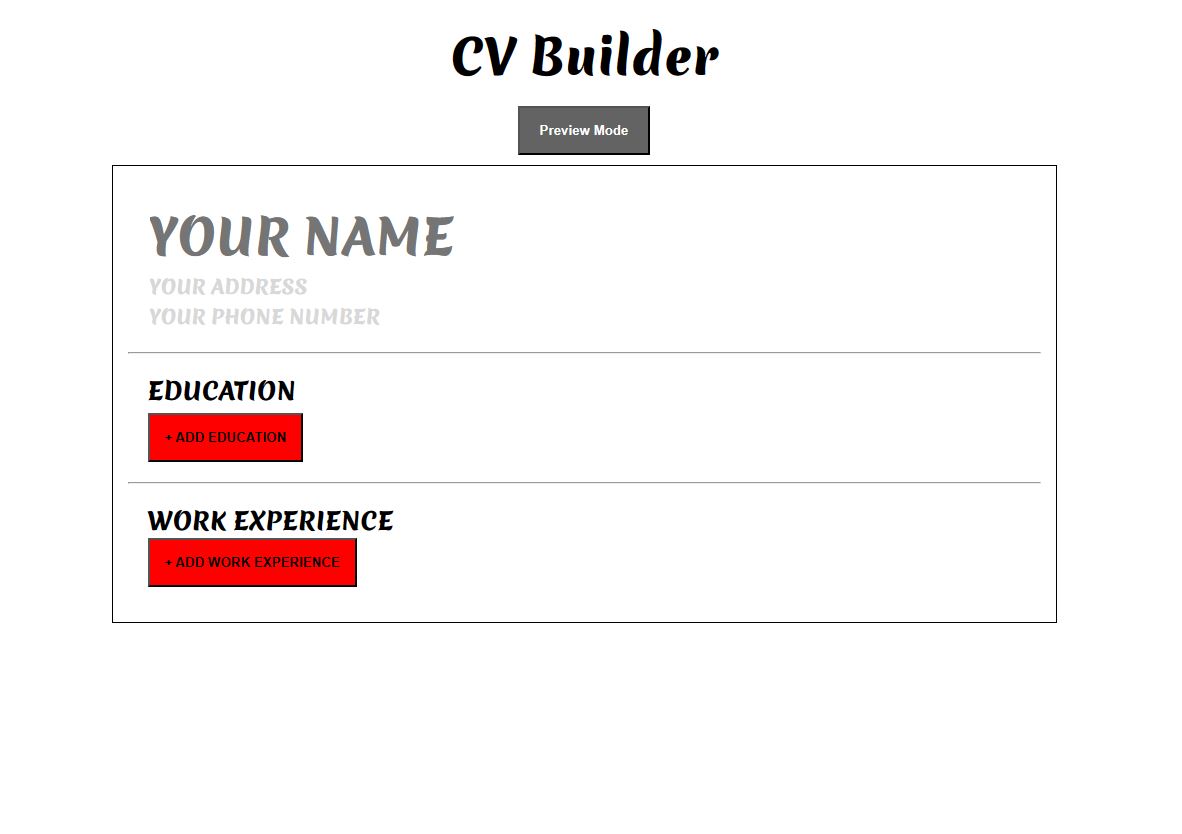 CV Builder
Preview Mode
YOUR NAME
YOUR ADDRESS
YOUR PHONE NUMBER
EDUCATION
+ ADD EDUCATION
WORK EXPERIENCE
+ ADD WORK EXPERIENCE